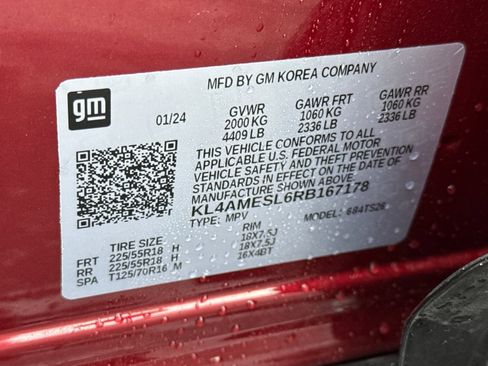 MFD BY GM KOREA COMPANY
gm
01/24 GVWR GAWR FRT GAWR RR
2000 KG 1060 KG 1060 KG
4409 LB 2336 LB 2336 LB
THIS VEHICLE CONFORMS TO ALL
APPLICABLE U.S. FEDERAL MOTOR
VEHICLE SAFETY AND THEFT PREVENTION
STANDARDS IN EFFECT ON THE DATE OF
MANUFACTURE SHOWN ABOVE.
KL4AMESL6RB167178
TYPE: MPV MODEL: 684TS26
TIRE SIZE RIM
FRT 225/55R18 H 18X7.5J
RR 225/55R18 H 18X7.5J
SPA T125/70R16 M 16X4BT